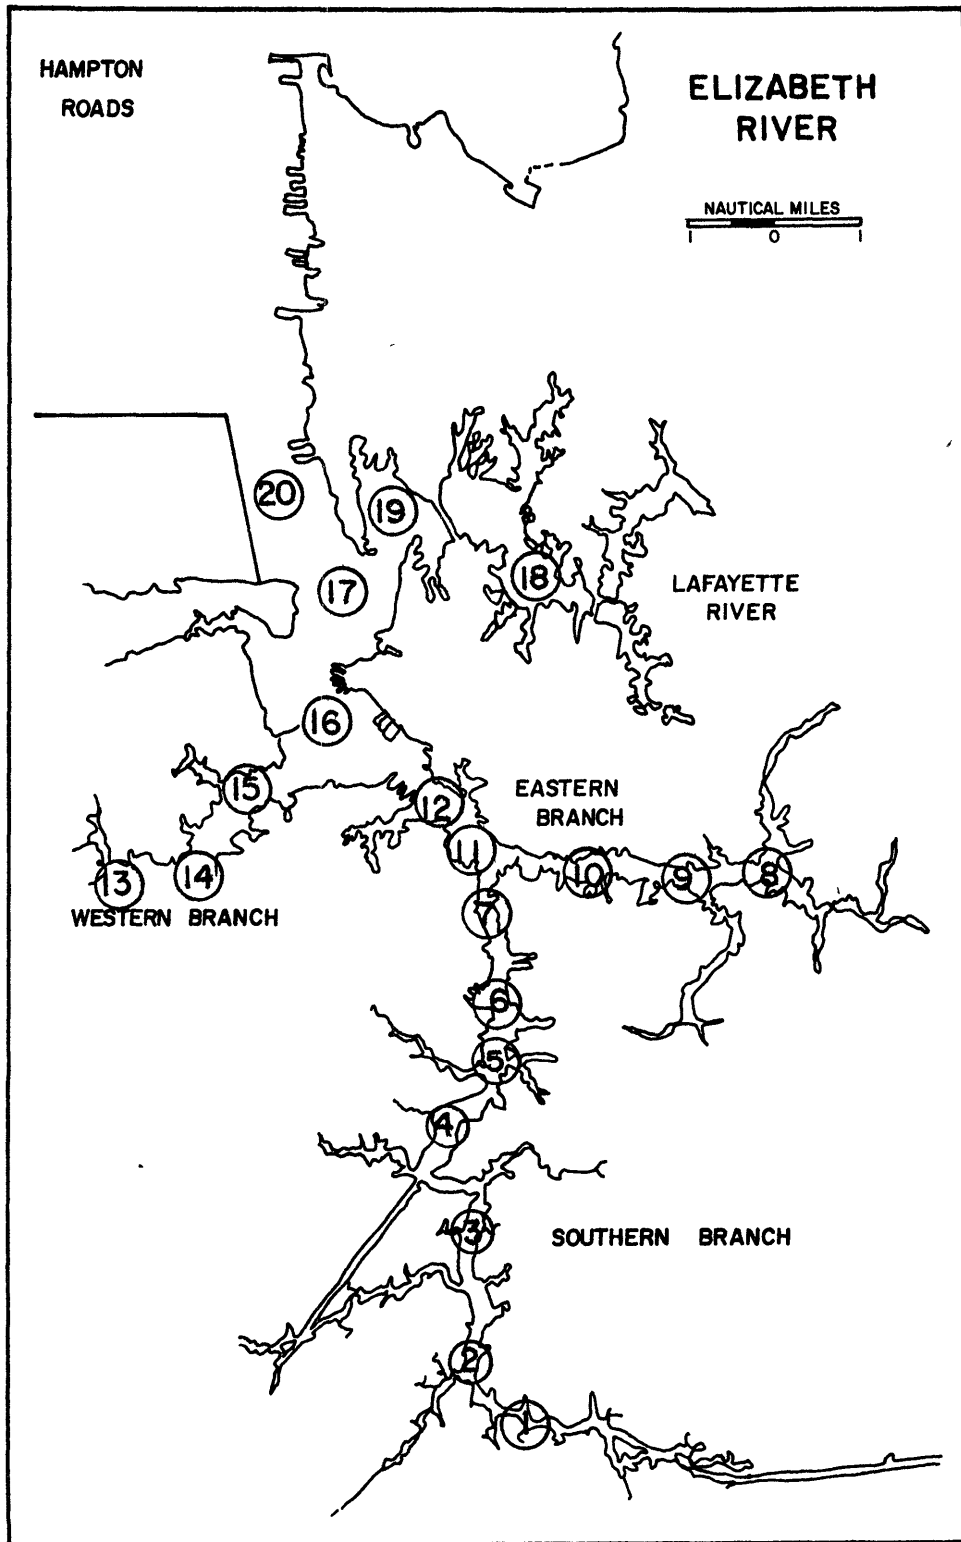 HAMPTON
ROADS
ELIZABETH
RIVER
NAUTICAL MILES
1 0 1
20
19
18
17
LAFAYETTE
RIVER
16
15
EASTERN
BRANCH
12
11
10
9
8
14
13
WESTERN BRANCH
7
6
5
4
3
SOUTHERN BRANCH
2
1